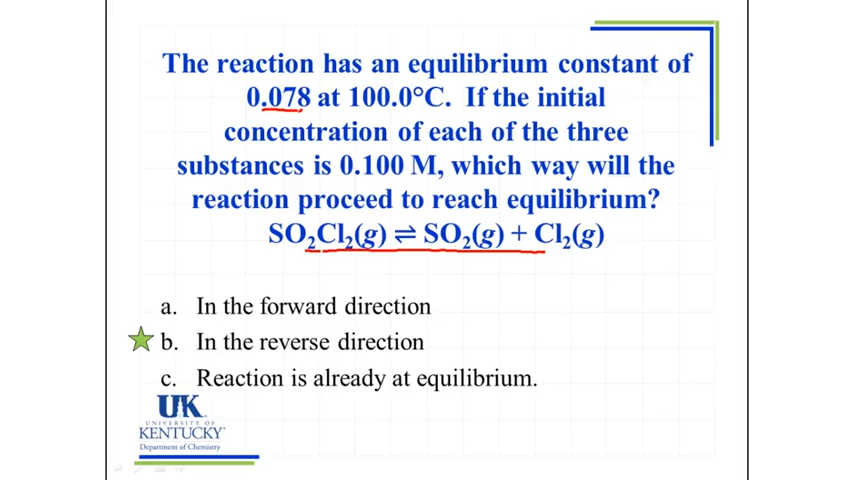 The reaction has an equilibrium constant of
0.078 at 100.0°C. If the initial
concentration of each of the three
substances is 0.100 M, which way will the
reaction proceed to reach equilibrium?
SO₂Cl₂(g) ⇌ SO₂(g) + Cl₂(g)
a. In the forward direction
b. In the reverse direction
c. Reaction is already at equilibrium.
UK
UNIVERSITY OF
KENTUCKY
Department of Chemistry